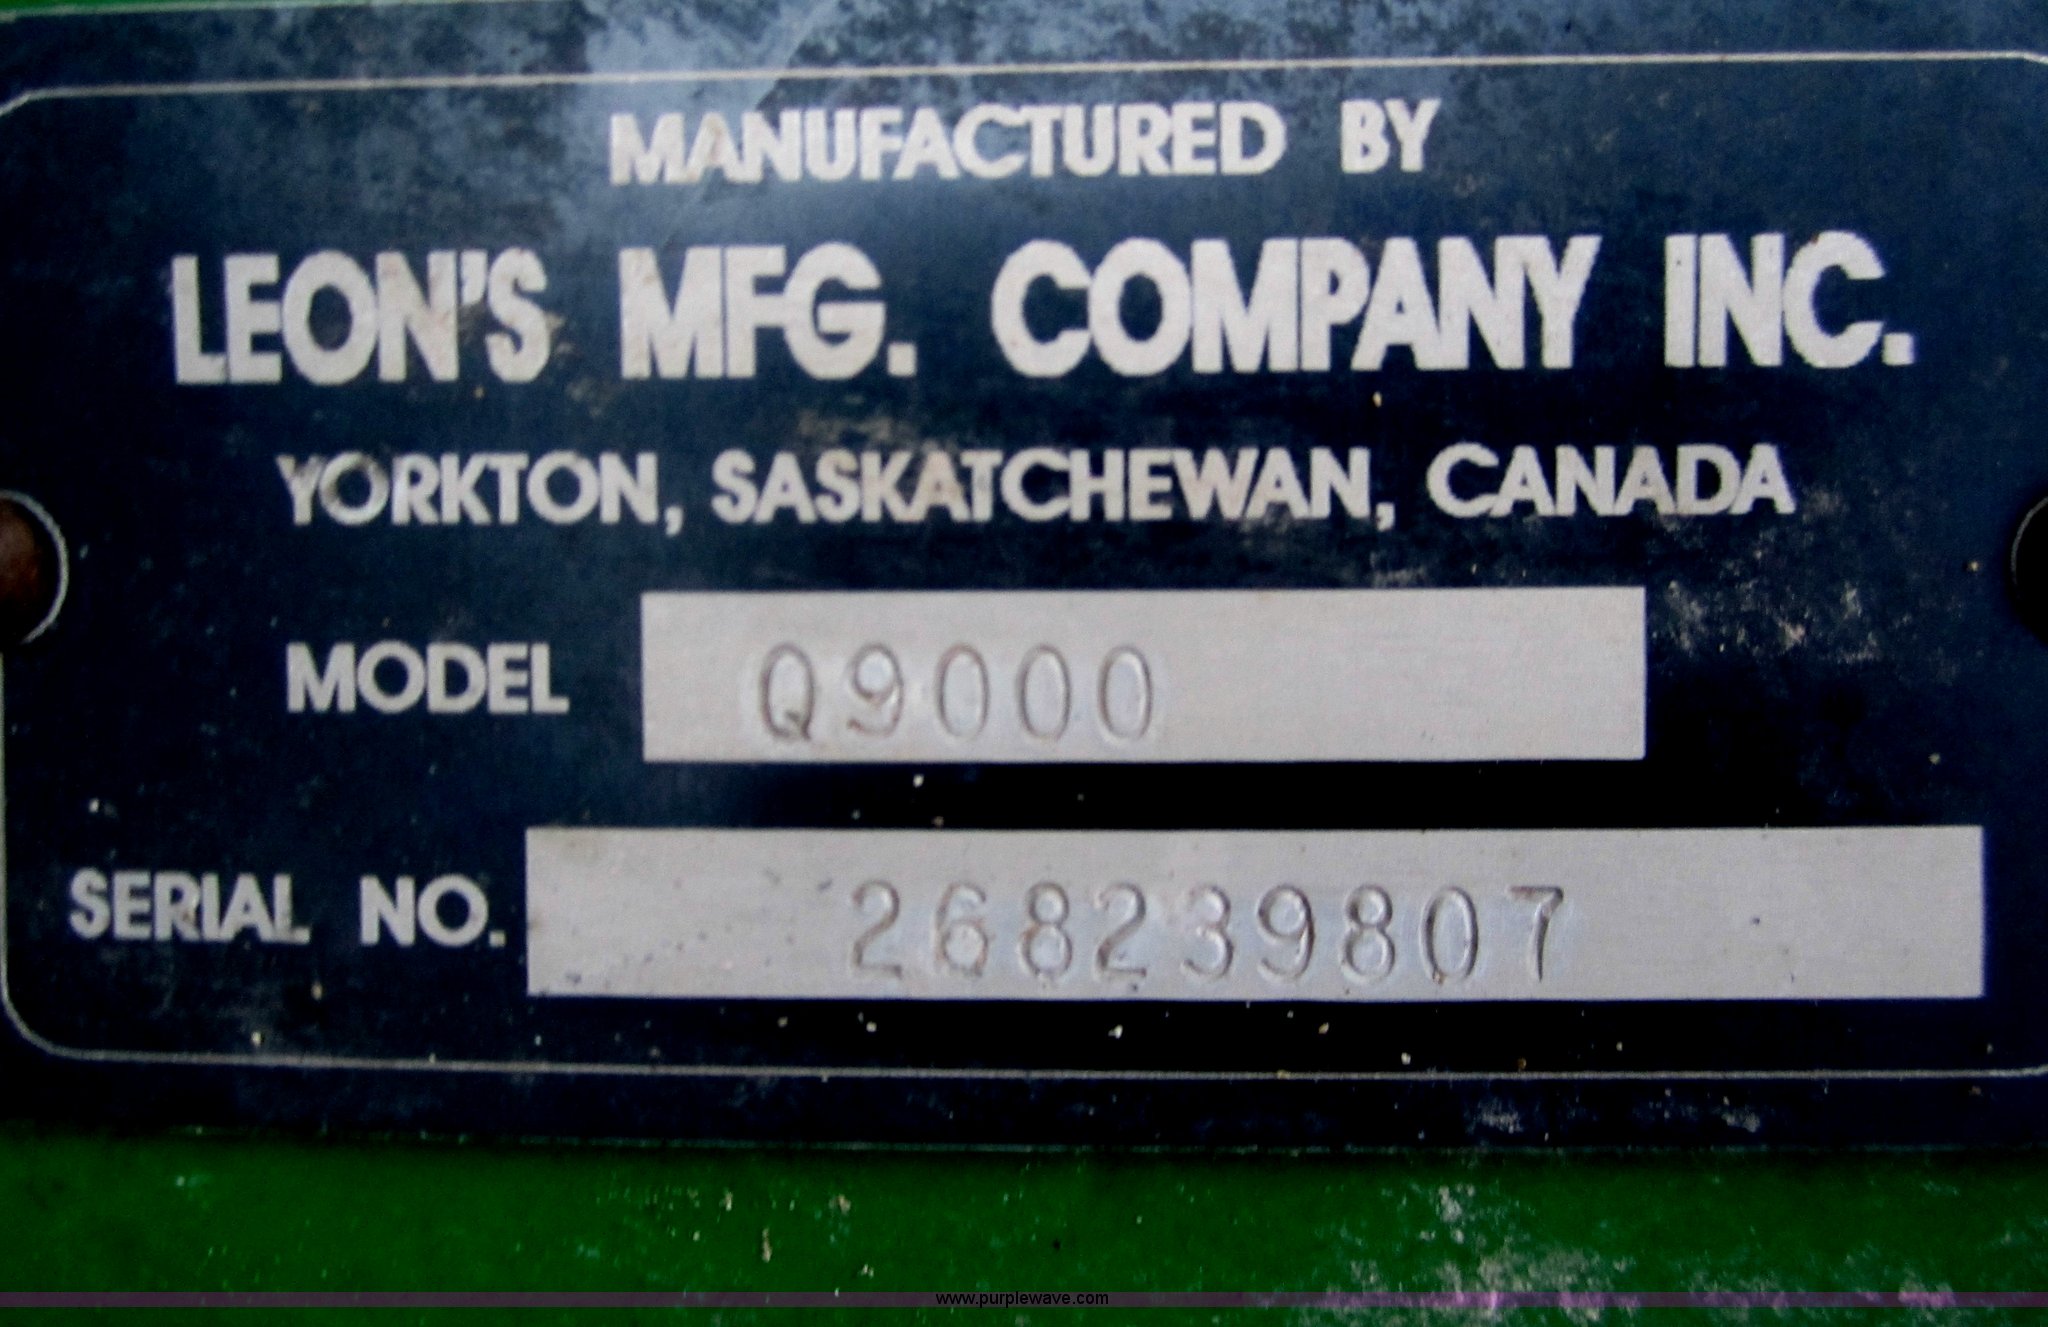 MANUFACTURED BY
LEON'S MFG. COMPANY INC.
YORKTON, SASKATCHEWAN, CANADA
MODEL Q9000
SERIAL NO. 268239807
www.purplewave.com